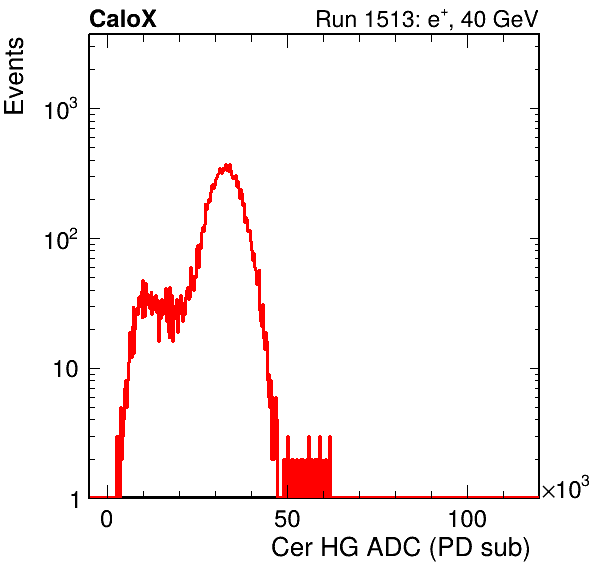 CaloX Run 1513: e⁺, 40 GeV
Events
10³
10²
10
1
0 50 100 ×10³
Cer HG ADC (PD sub)